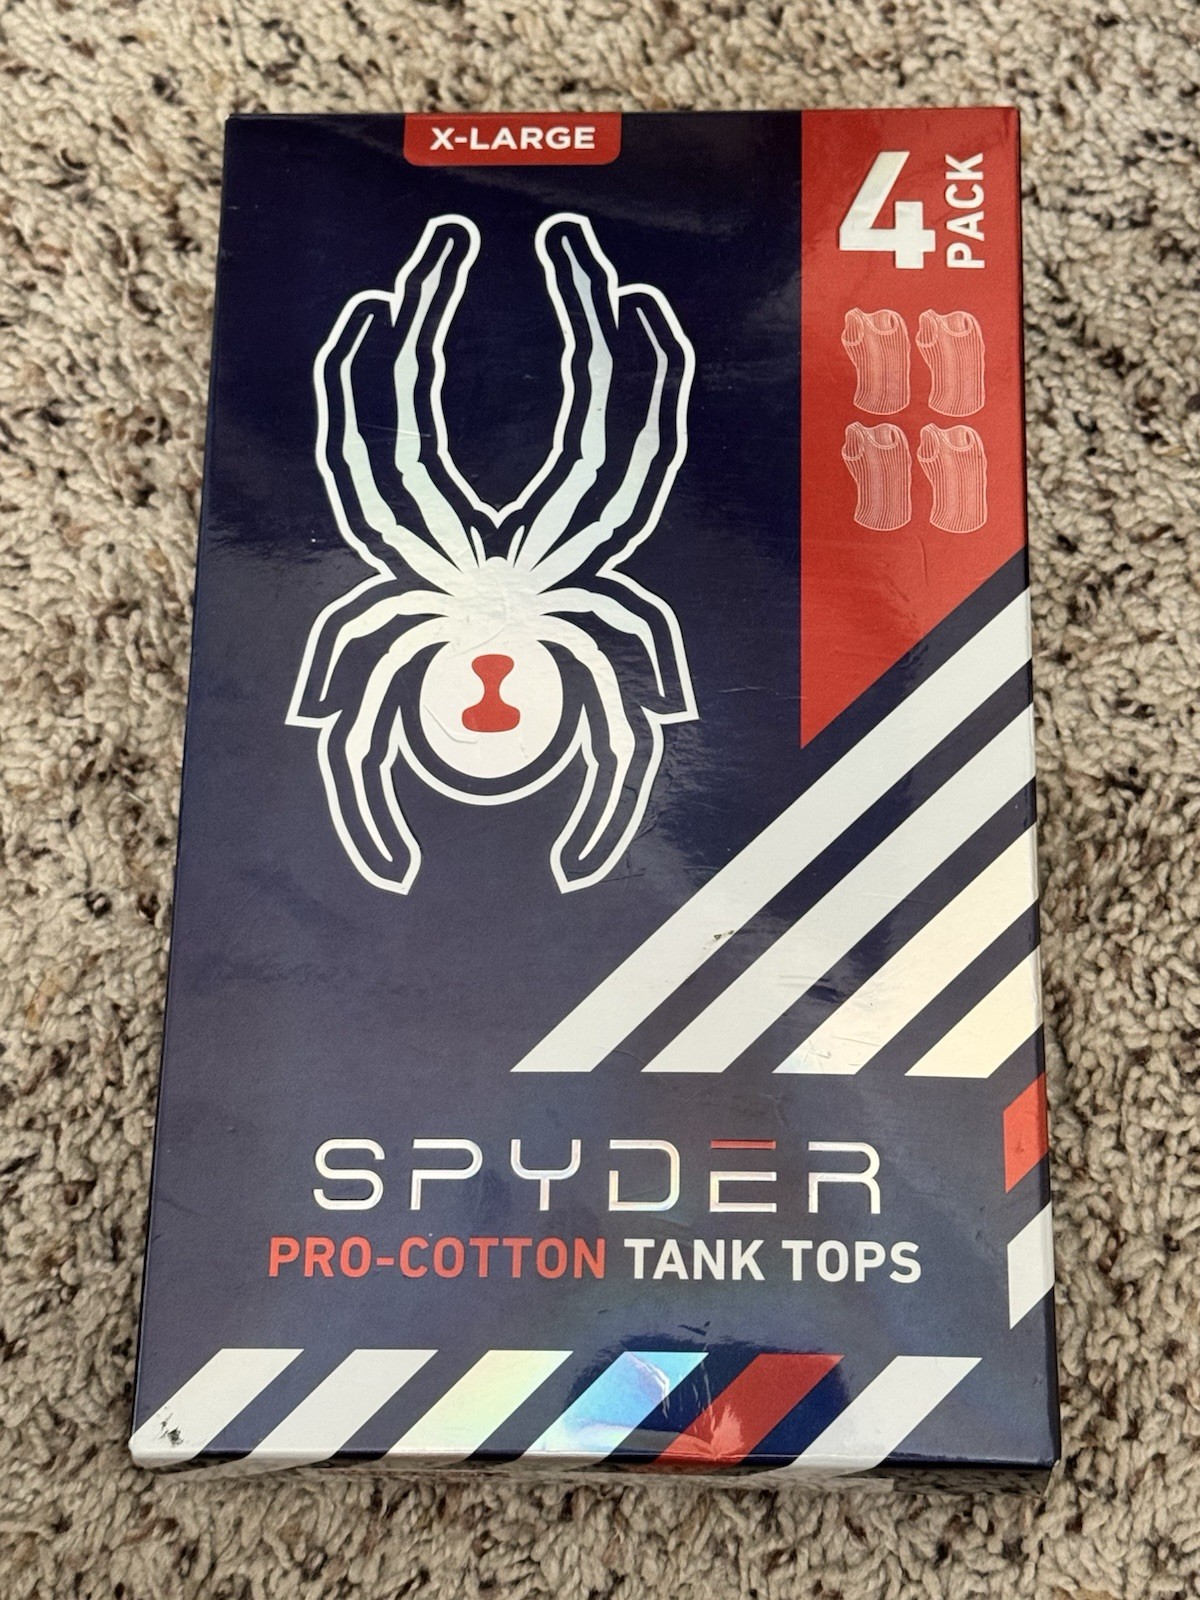 X-LARGE
4
PACK
SPYDER
PRO-COTTON TANK TOPS